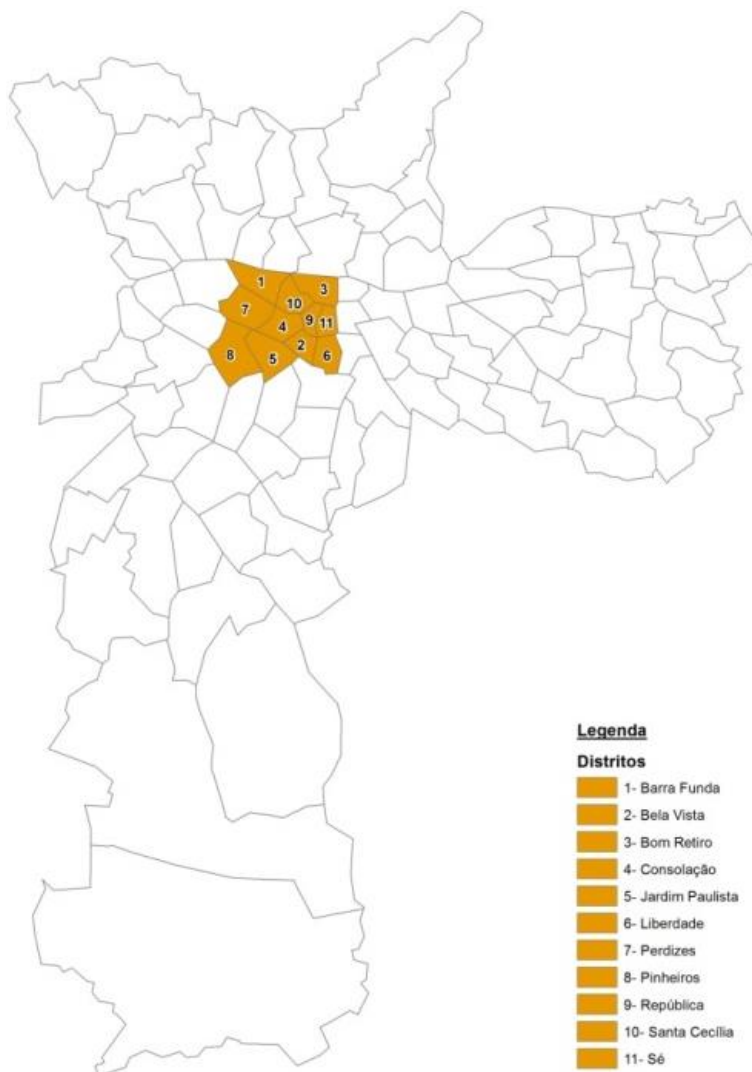 1
3
10
7
4
9
11
2
8
5
6
Legenda
Distritos
1- Barra Funda
2- Bela Vista
3- Bom Retiro
4- Consolação
5- Jardim Paulista
6- Liberdade
7- Perdizes
8- Pinheiros
9- República
10- Santa Cecília
11- Sé